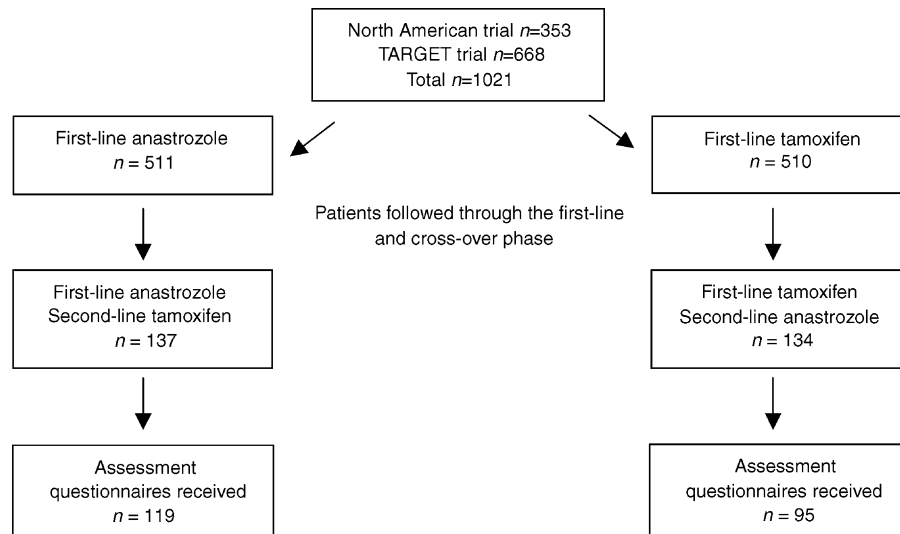 North American trial n=353
TARGET trial n=668
Total n=1021
First-line anastrozole
n = 511
First-line tamoxifen
n = 510
Patients followed through the first-line
and cross-over phase
First-line anastrozole
Second-line tamoxifen
n = 137
First-line tamoxifen
Second-line anastrozole
n = 134
Assessment
questionnaires received
n = 119
Assessment
questionnaires received
n = 95